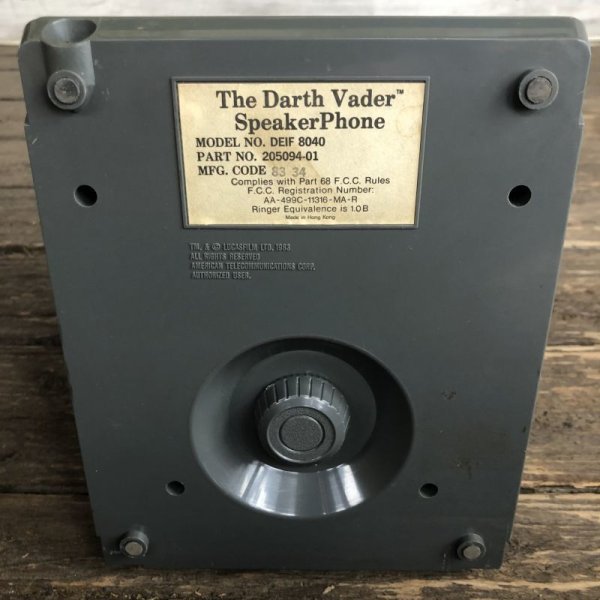 The Darth Vader™
SpeakerPhone
MODEL NO. DEIF 8040
PART NO. 205094-01
MFG. CODE 83 34
Complies with Part 68 F.C.C. Rules
F.C.C. Registration Number:
AA-499C-11316-MA-R
Ringer Equivalence is 1.0B
Made in Hong Kong
TM. & © LUCASFILM LTD. 1983
ALL RIGHTS RESERVED
AMERICAN TELECOMMUNICATIONS CORP.
AUTHORIZED USER.